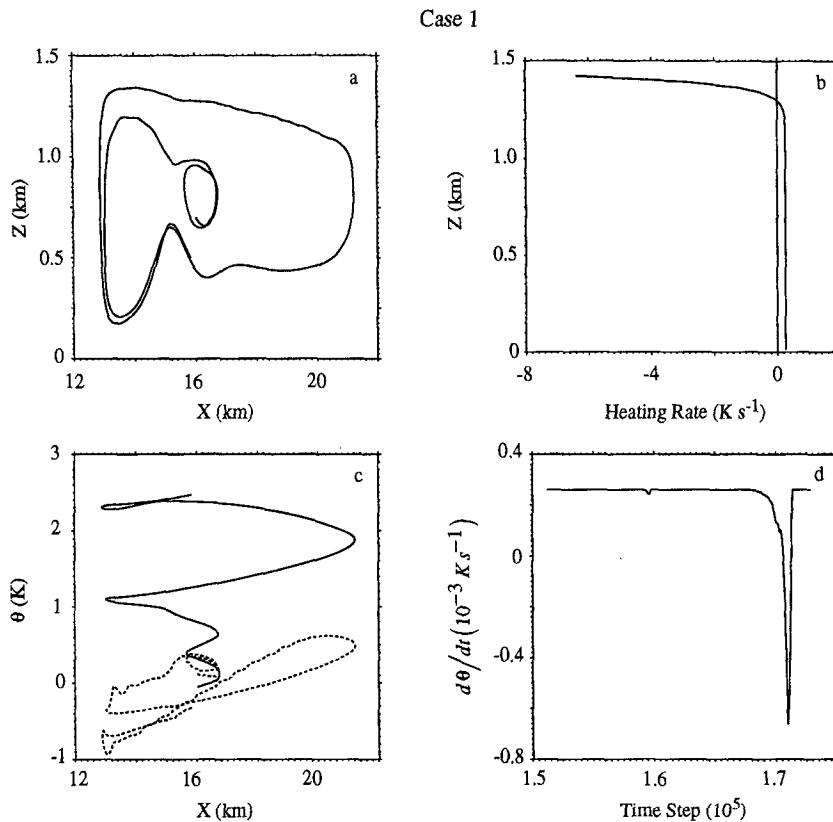 Case 1
1.5
1.0
0.5
0
Z (km)
a
12
16
20
X (km)
1.5
1.0
0.5
0
Z (km)
b
-8
-4
0
Heating Rate (K s⁻¹)
3
2
1
0
-1
θ (K)
c
12
16
20
X (km)
0.4
0
-0.4
-0.8
dθ/dt (10⁻³ K s⁻¹)
d
1.5
1.6
1.7
Time Step (10⁵)